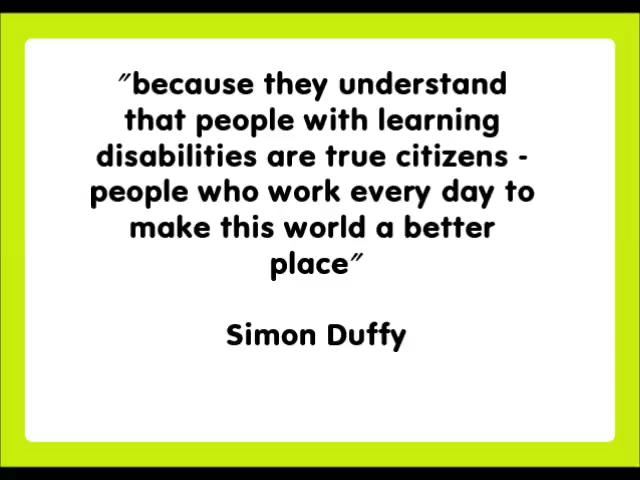 "because they understand
that people with learning
disabilities are true citizens -
people who work every day to
make this world a better
place"
Simon Duffy